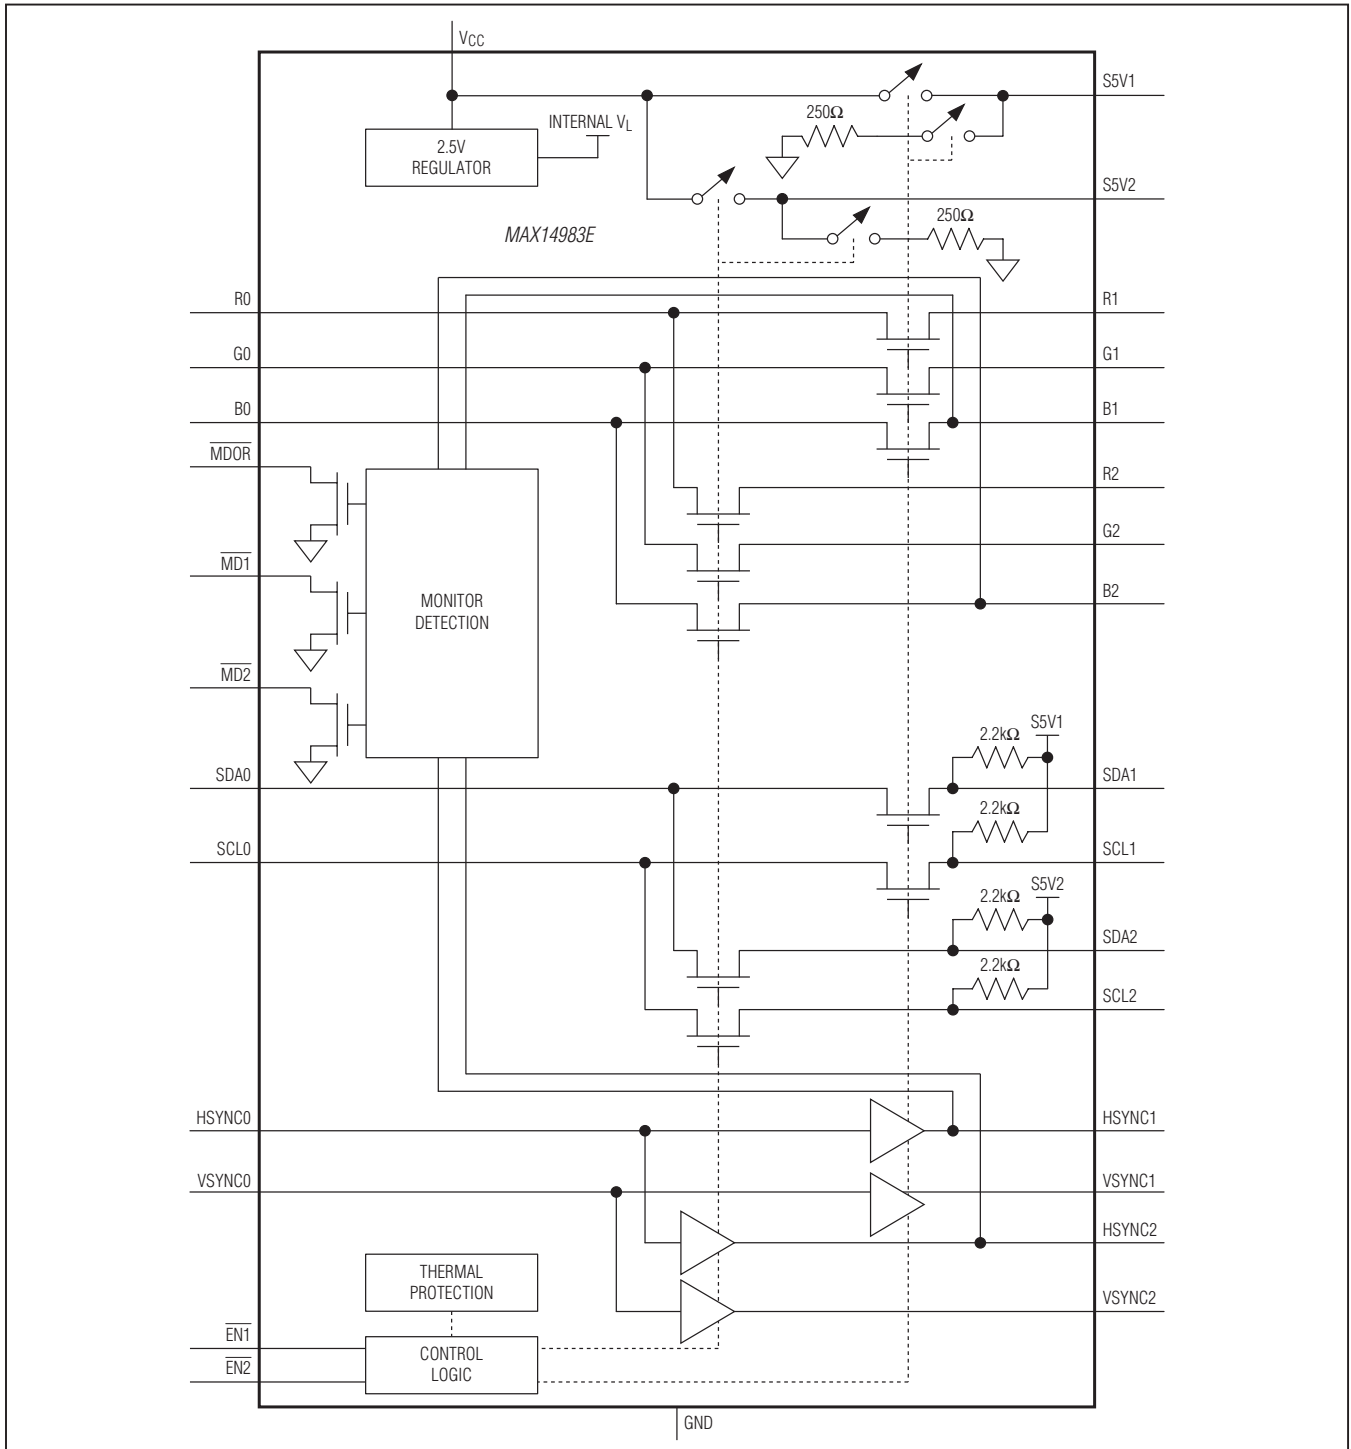 VCC
S5V1
250Ω
INTERNAL VL
2.5V
REGULATOR
S5V2
250Ω
MAX14983E
R0
R1
G0
G1
B0
B1
MDOR
R2
G2
MD1
B2
MONITOR
DETECTION
MD2
S5V1
2.2kΩ
SDA0
SDA1
2.2kΩ
SCL0
SCL1
S5V2
2.2kΩ
SDA2
2.2kΩ
SCL2
HSYNC0
HSYNC1
VSYNC0
VSYNC1
HSYNC2
THERMAL
PROTECTION
VSYNC2
EN1
CONTROL
LOGIC
EN2
GND